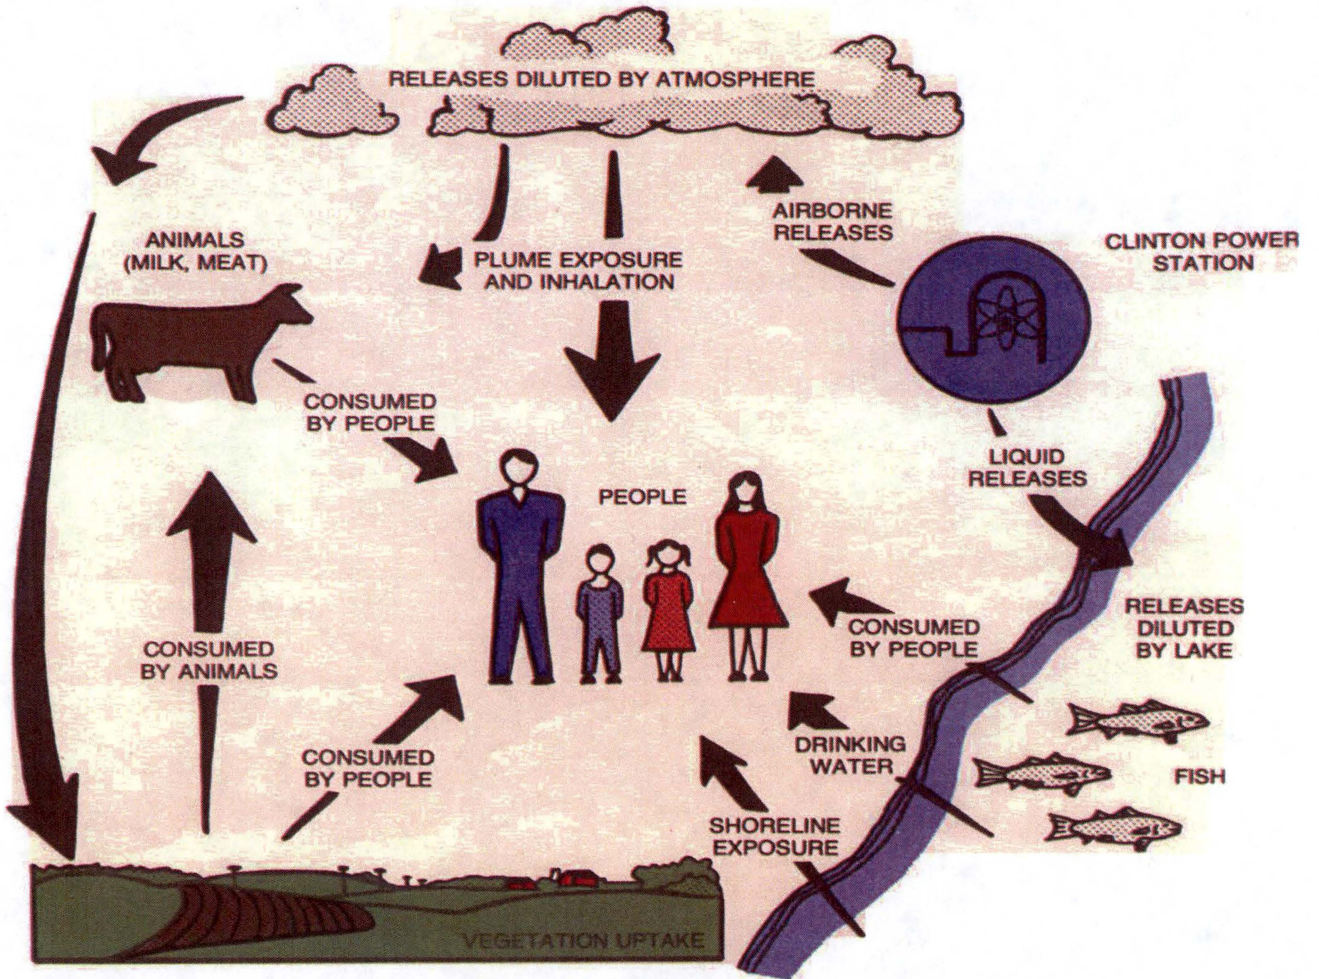 RELEASES DILUTED BY ATMOSPHERE
AIRBORNE
RELEASES
CLINTON POWER
STATION
ANIMALS
(MILK, MEAT)
PLUME EXPOSURE
AND INHALATION
CONSUMED
BY PEOPLE
LIQUID
RELEASES
PEOPLE
RELEASES
DILUTED
BY LAKE
CONSUMED
BY PEOPLE
CONSUMED
BY ANIMALS
CONSUMED
BY PEOPLE
DRINKING
WATER
FISH
SHORELINE
EXPOSURE
VEGETATION UPTAKE